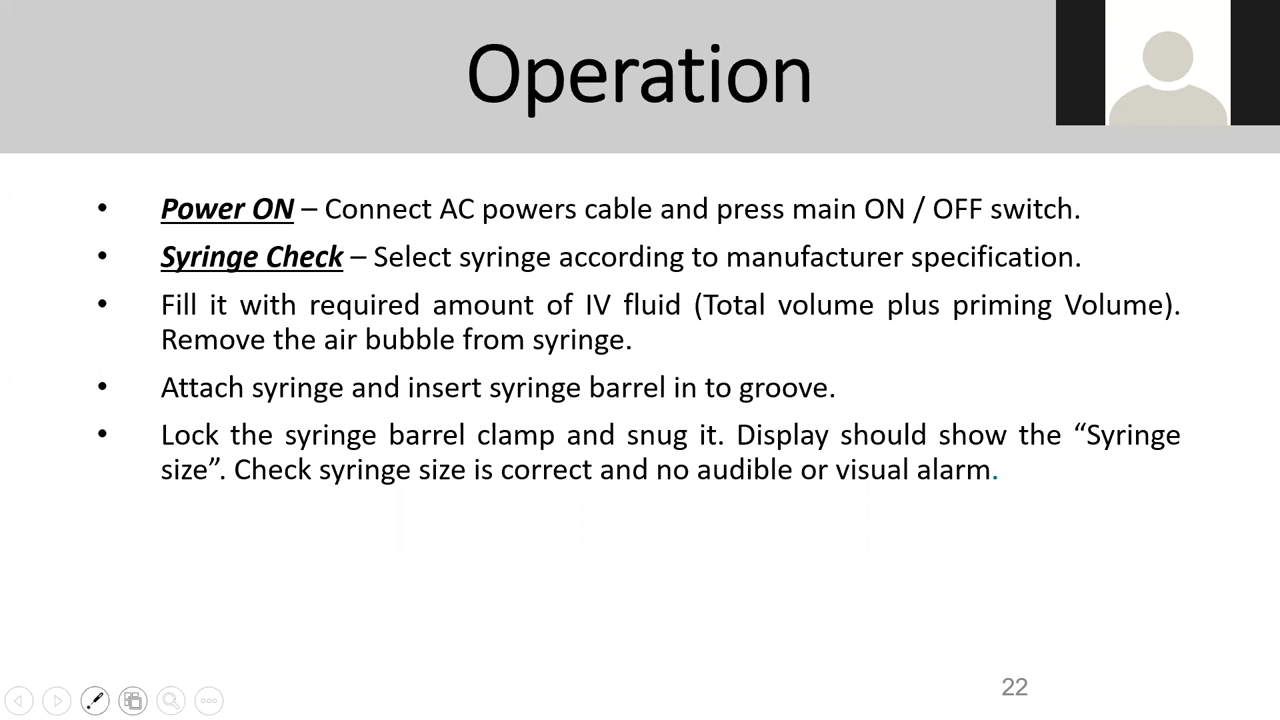 Operation
• Power ON – Connect AC powers cable and press main ON / OFF switch.
• Syringe Check – Select syringe according to manufacturer specification.
• Fill it with required amount of IV fluid (Total volume plus priming Volume).
Remove the air bubble from syringe.
• Attach syringe and insert syringe barrel in to groove.
• Lock the syringe barrel clamp and snug it. Display should show the “Syringe
size”. Check syringe size is correct and no audible or visual alarm.
22